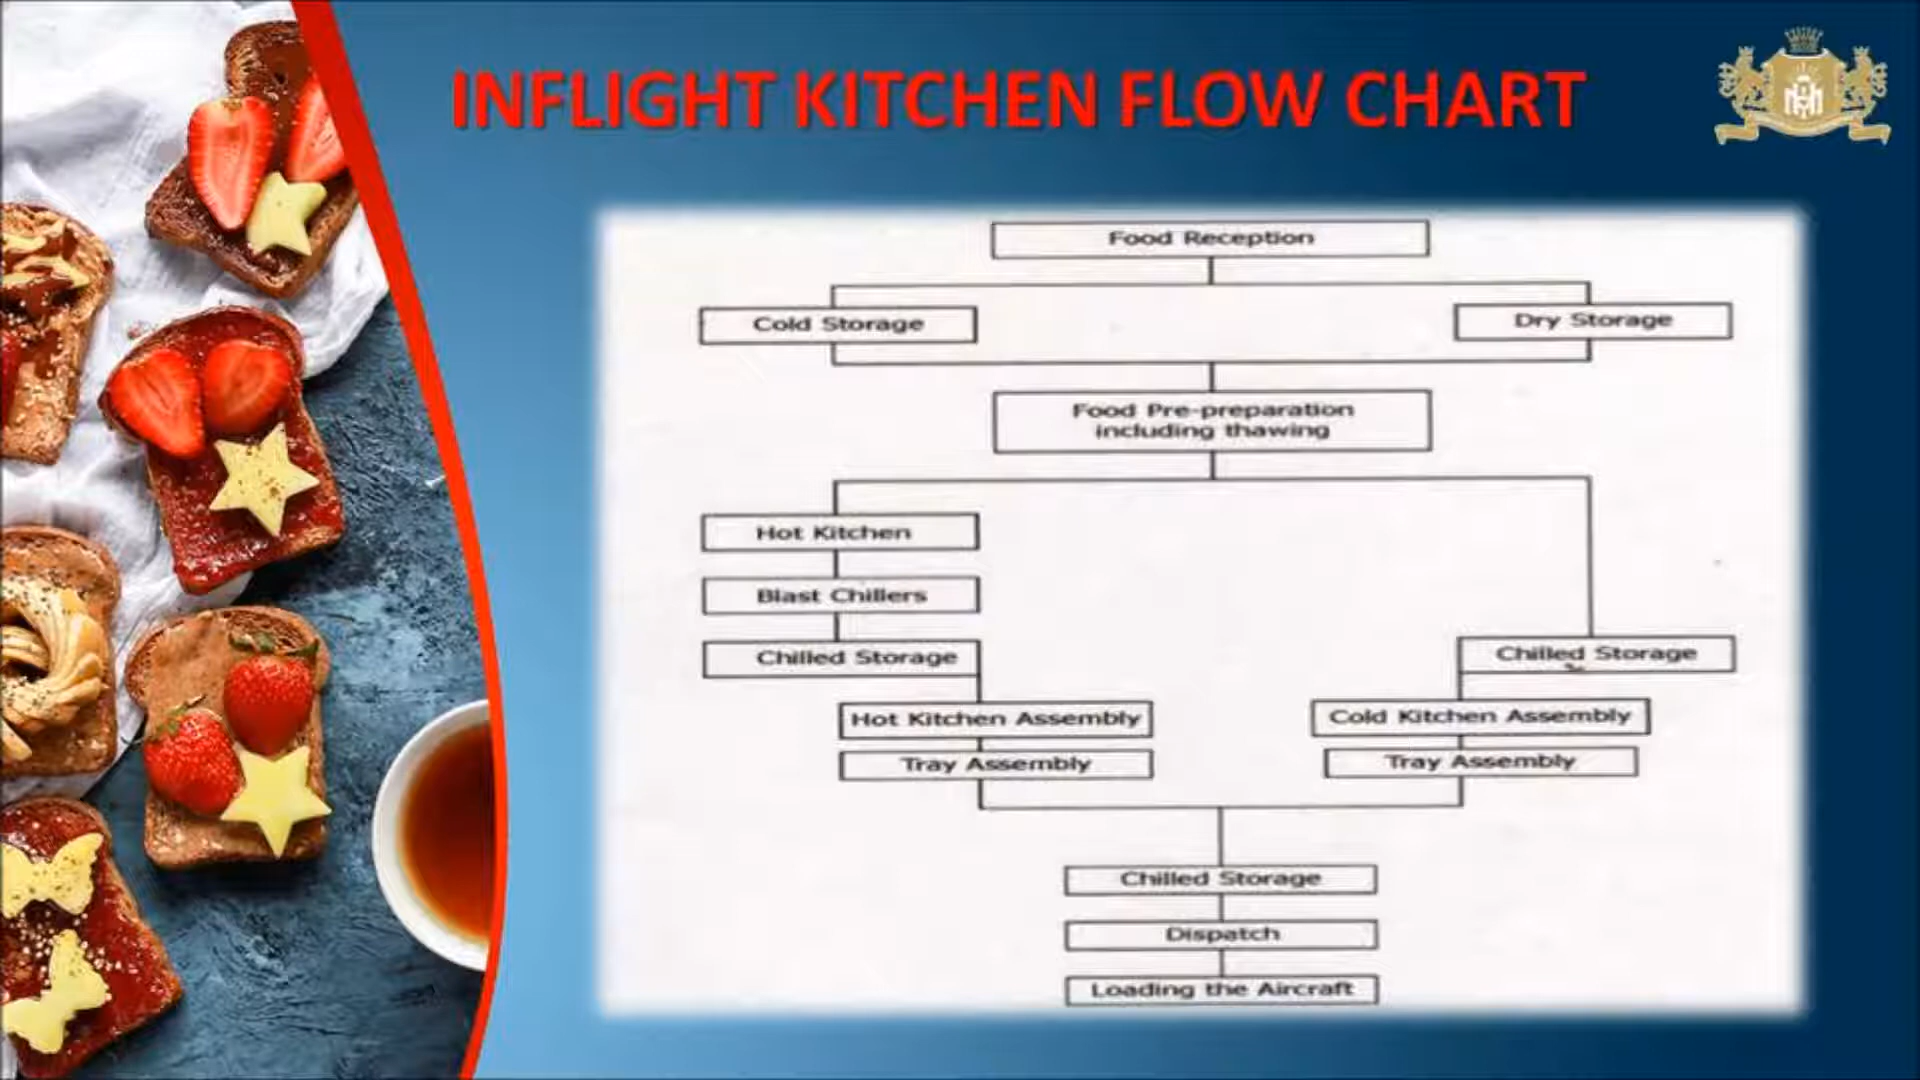 INFLIGHT KITCHEN FLOW CHART
Food Reception
Cold Storage
Dry Storage
Food Pre-preparation
including thawing
Hot Kitchen
Blast Chillers
Chilled Storage
Chilled Storage
Hot Kitchen Assembly
Cold Kitchen Assembly
Tray Assembly
Tray Assembly
Chilled Storage
Dispatch
Loading the Aircraft